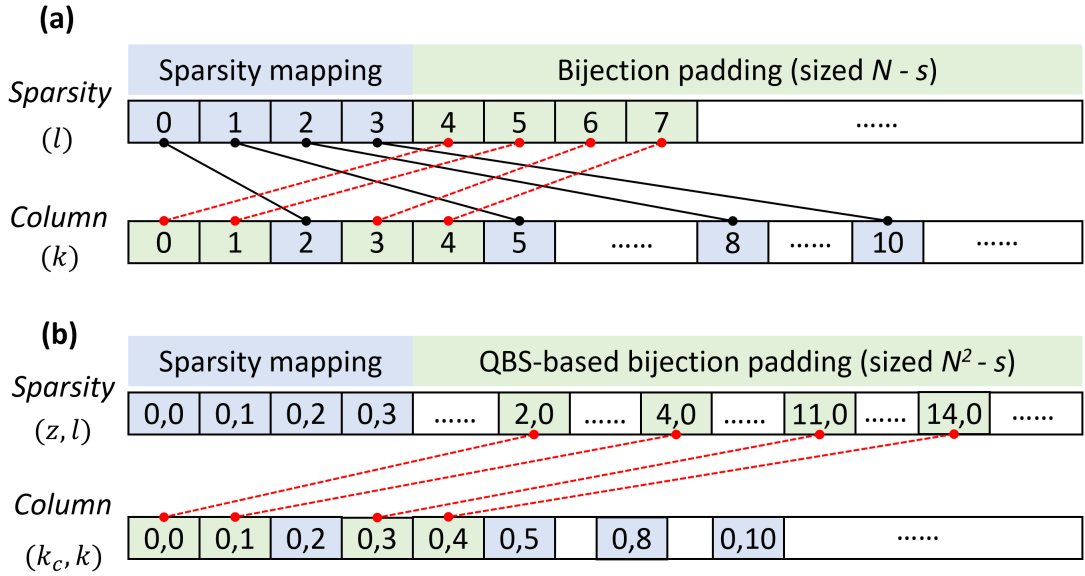 (a)
Sparsity mapping Bijection padding (sized N - s)
Sparsity
(l)
0 1 2 3 4 5 6 7 ......
Column
(k)
0 1 2 3 4 5 ...... 8 ...... 10 ......
(b)
Sparsity mapping QBS-based bijection padding (sized N² - s)
Sparsity
(z, l)
0,0 0,1 0,2 0,3 ...... 2,0 ...... 4,0 ...... 11,0 ...... 14,0 ......
Column
(k_c, k)
0,0 0,1 0,2 0,3 0,4 0,5 0,8 0,10 ......